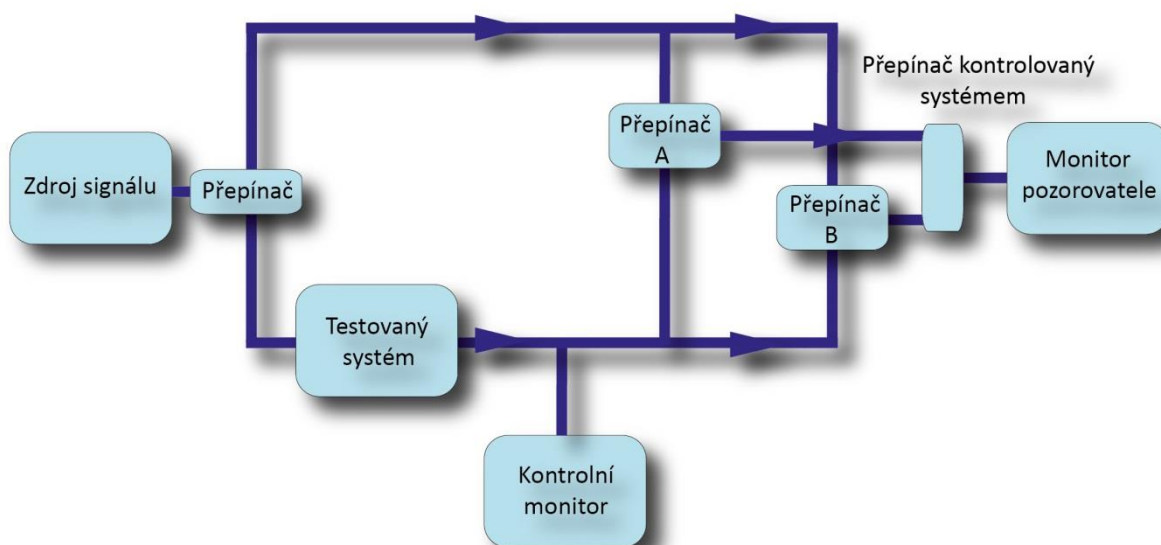 Přepínač kontrolovaný
systémem
Přepínač
A
Zdroj signálu
Přepínač
Monitor
pozorovatele
Přepínač
B
Testovaný
systém
Kontrolní
monitor